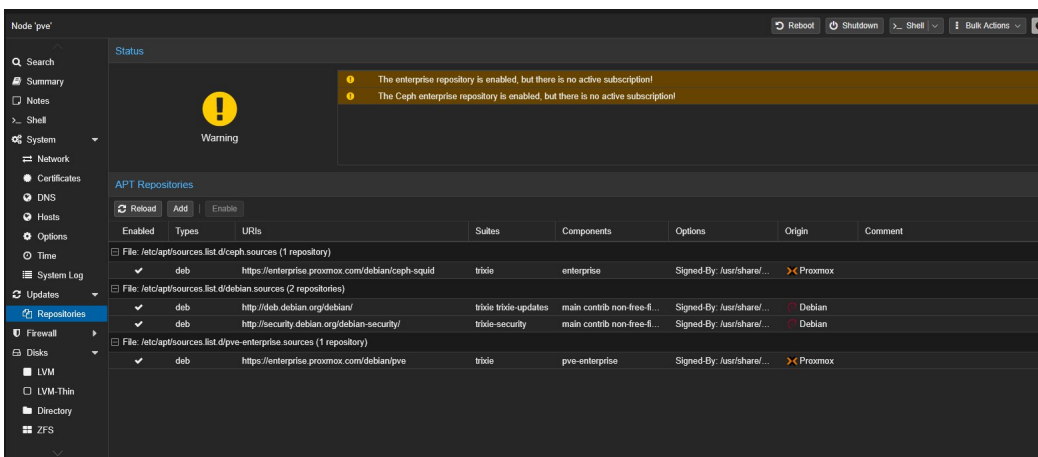 Node 'pve'
Reboot Shutdown Shell Bulk Actions
Search
Summary
Notes
Shell
System
Network
Certificates
DNS
Hosts
Options
Time
System Log
Updates
Repositories
Firewall
Disks
LVM
LVM-Thin
Directory
ZFS
Status
Warning
The enterprise repository is enabled, but there is no active subscription!
The Ceph enterprise repository is enabled, but there is no active subscription!
APT Repositories
Reload Add Enable
Enabled Types URIs Suites Components Options Origin Comment
File: /etc/apt/sources.list.d/ceph.sources (1 repository)
deb https://enterprise.proxmox.com/debian/ceph-squid trixie enterprise Signed-By: /usr/share/... Proxmox
File: /etc/apt/sources.list.d/debian.sources (2 repositories)
deb http://deb.debian.org/debian/ trixie trixie-updates main contrib non-free-fi... Signed-By: /usr/share/... Debian
deb http://security.debian.org/debian-security/ trixie-security main contrib non-free-fi... Signed-By: /usr/share/... Debian
File: /etc/apt/sources.list.d/pve-enterprise.sources (1 repository)
deb https://enterprise.proxmox.com/debian/pve trixie pve-enterprise Signed-By: /usr/share/... Proxmox